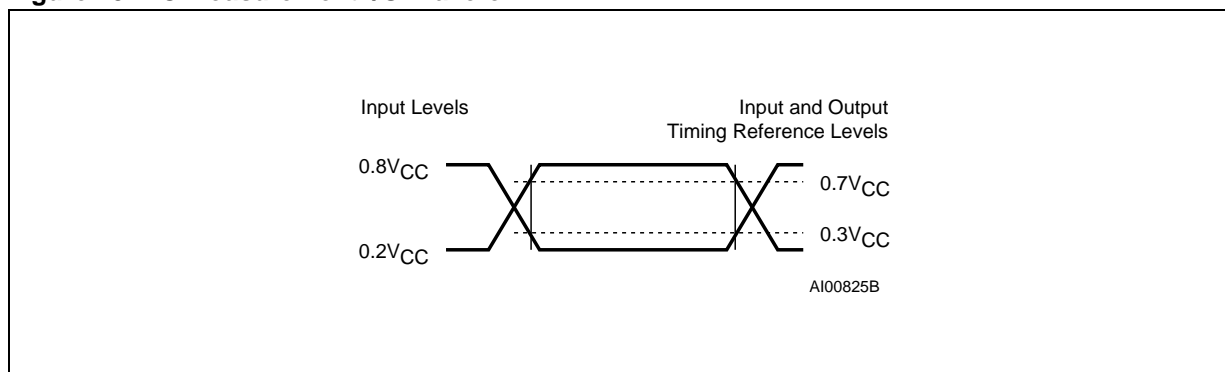 Input Levels
Input and Output
Timing Reference Levels
0.8VCC
0.7VCC
0.3VCC
0.2VCC
AI00825B